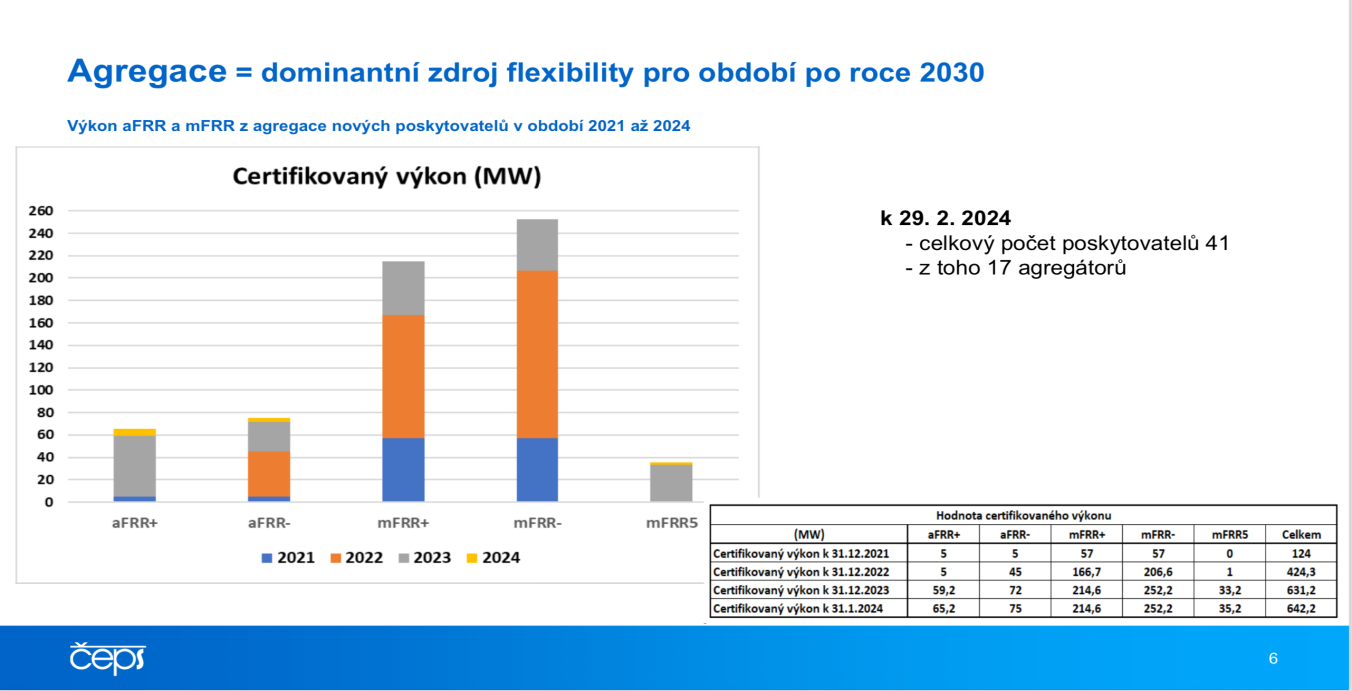 Agregace = dominantní zdroj flexibility pro období po roce 2030
Výkon aFRR a mFRR z agregace nových poskytovatelů v období 2021 až 2024
Certifikovaný výkon (MW)
260
240
220
200
180
160
140
120
100
80
60
40
20
0
aFRR+ aFRR- mFRR+ mFRR- mFRR5
2021 2022 2023 2024
k 29. 2. 2024
- celkový počet poskytovatelů 41
- z toho 17 agregátorů
Hodnota certifikovaného výkonu
(MW) aFRR+ aFRR- mFRR+ mFRR- mFRR5 Celkem
Certifikovaný výkon k 31.12.2021 5 5 57 57 0 124
Certifikovaný výkon k 31.12.2022 5 45 166,7 206,6 1 424,3
Certifikovaný výkon k 31.12.2023 59,2 72 214,6 252,2 33,2 631,2
Certifikovaný výkon k 31.1.2024 65,2 75 214,6 252,2 35,2 642,2
čeps
6